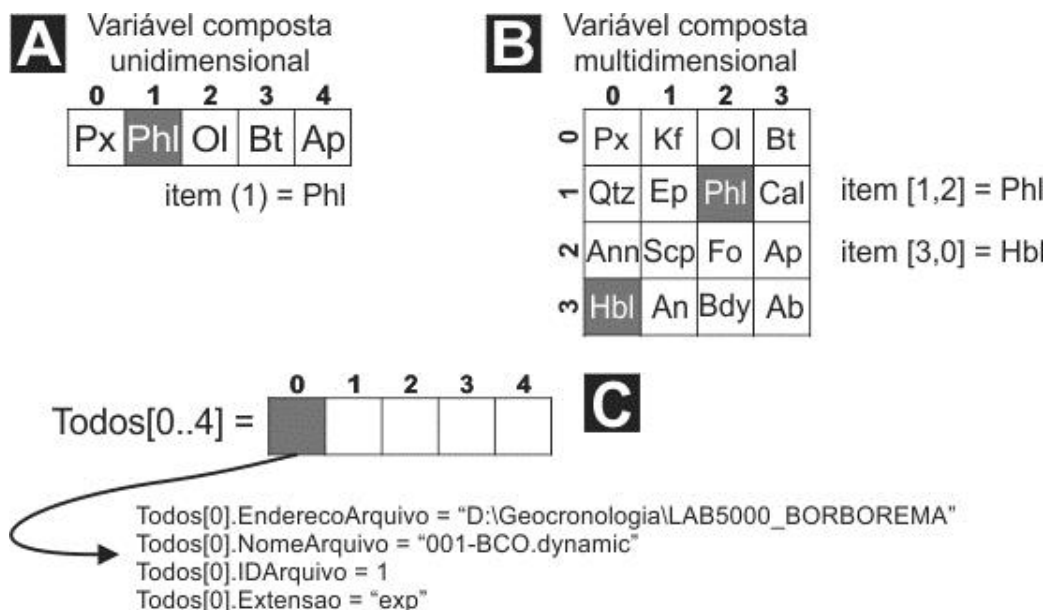 A
Variável composta
unidimensional
0 1 2 3 4
Px Phl Ol Bt Ap
item (1) = Phl
B
Variável composta
multidimensional
0 1 2 3
0 Px Kf Ol Bt
1 Qtz Ep Phl Cal
item [1,2] = Phl
2 Ann Scp Fo Ap
item [3,0] = Hbl
3 Hbl An Bdy Ab
0 1 2 3 4
Todos[0..4] =
C
Todos[0].EnderecoArquivo = “D:\Geocronologia\LAB5000_BORBOREMA”
Todos[0].NomeArquivo = “001-BCO.dynamic”
Todos[0].IDArquivo = 1
Todos[0].Extensao = “exp”